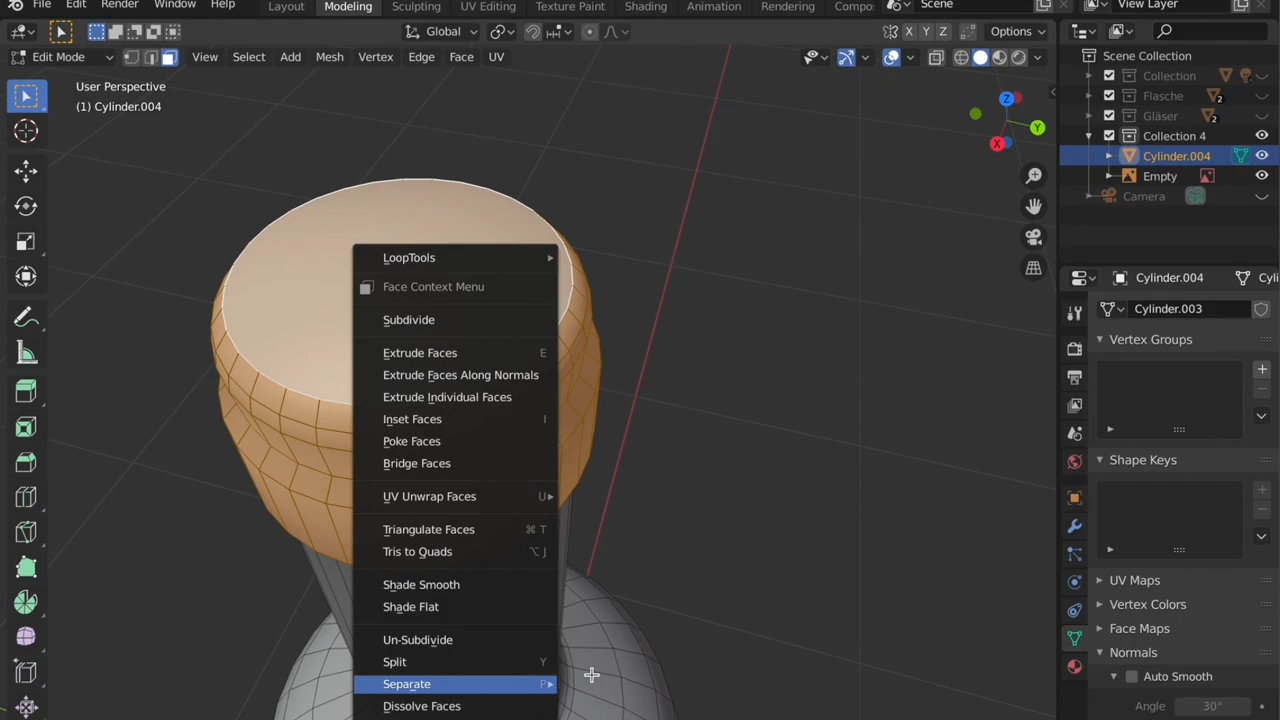 File Edit Render Window Help Layout Modeling Sculpting UV Editing Texture Paint Shading Animation Rendering Compo Scene View Layer
Global X Y Z Options
Edit Mode View Select Add Mesh Vertex Edge Face UV
User Perspective
(1) Cylinder.004
Z
Y
X
Scene Collection
Collection
Flasche 2
Gläser 2
Collection 4
Cylinder.004
Empty
Camera
LoopTools
Face Context Menu
Subdivide
Extrude Faces E
Extrude Faces Along Normals
Extrude Individual Faces
Inset Faces I
Poke Faces
Bridge Faces
UV Unwrap Faces U
Triangulate Faces ⌘ T
Tris to Quads ⌥ J
Shade Smooth
Shade Flat
Un-Subdivide
Split Y
Separate P
Dissolve Faces
Cylinder.004 Cyli
Cylinder.003
Vertex Groups
Shape Keys
UV Maps
Vertex Colors
Face Maps
Normals
Auto Smooth
Angle 30°